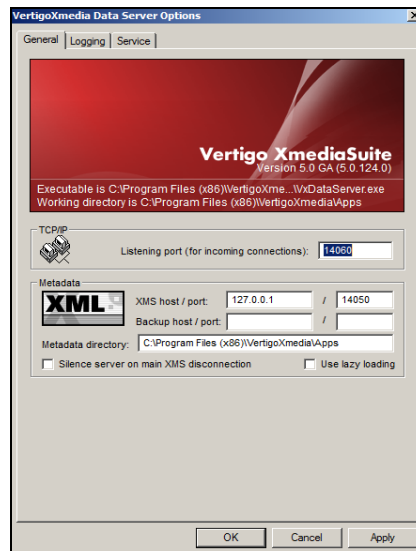 VertigoXmedia Data Server Options
General Logging Service
Vertigo XmediaSuite
Version 5.0 GA (5.0.124.0)
Executable is C:\Program Files (x86)\VertigoXme...\VxDataServer.exe
Working directory is C:\Program Files (x86)\VertigoXmedia\Apps
TCP/IP
Listening port (for incoming connections): 14060
Metadata
XML XMS host / port: 127.0.0.1 / 14050
Backup host / port: /
Metadata directory: C:\Program Files (x86)\VertigoXmedia\Apps
Silence server on main XMS disconnection Use lazy loading
OK Cancel Apply